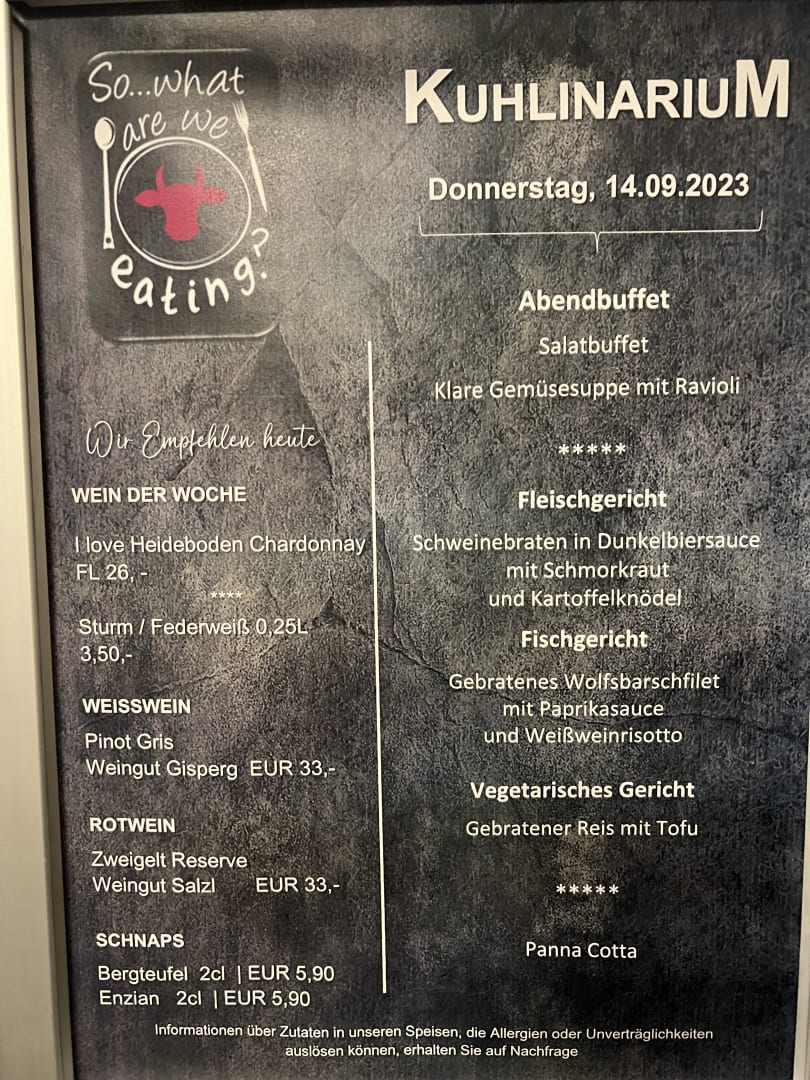 So...what
are we
eating?
KUHLINARIUM
Donnerstag, 14.09.2023
Wir Empfehlen heute
WEIN DER WOCHE
I love Heideboden Chardonnay
FL 26, -
****
Sturm / Federweiß 0,25L
3,50,-
WEISSWEIN
Pinot Gris
Weingut Gisperg EUR 33,-
ROTWEIN
Zweigelt Reserve
Weingut Salzl EUR 33,-
SCHNAPS
Bergteufel 2cl | EUR 5,90
Enzian 2cl | EUR 5,90
Abendbuffet
Salatbuffet
Klare Gemüsesuppe mit Ravioli
*****
Fleischgericht
Schweinebraten in Dunkelbiersauce
mit Schmorkraut
und Kartoffelknödel
Fischgericht
Gebratenes Wolfsbarschfilet
mit Paprikasauce
und Weißweinrisotto
Vegetarisches Gericht
Gebratener Reis mit Tofu
*****
Panna Cotta
Informationen über Zutaten in unseren Speisen, die Allergien oder Unverträglichkeiten
auslösen können, erhalten Sie auf Nachfrage